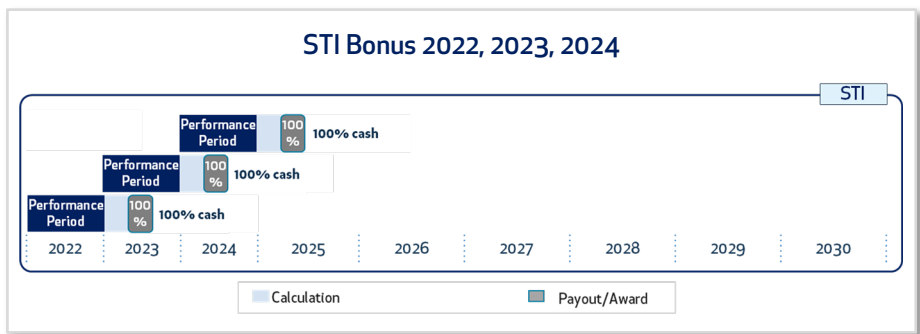 STI Bonus 2022, 2023, 2024
STI
Performance
Period
100
%
100% cash
Performance
Period
100
%
100% cash
Performance
Period
100
%
100% cash
2022 2023 2024 2025 2026 2027 2028 2029 2030
Calculation Payout/Award